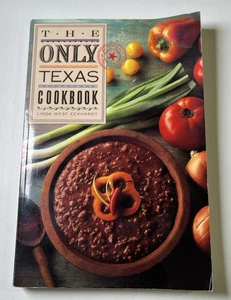 THE
ONLY
TEXAS
COOKBOOK
LINDA WEST ECKHARDT